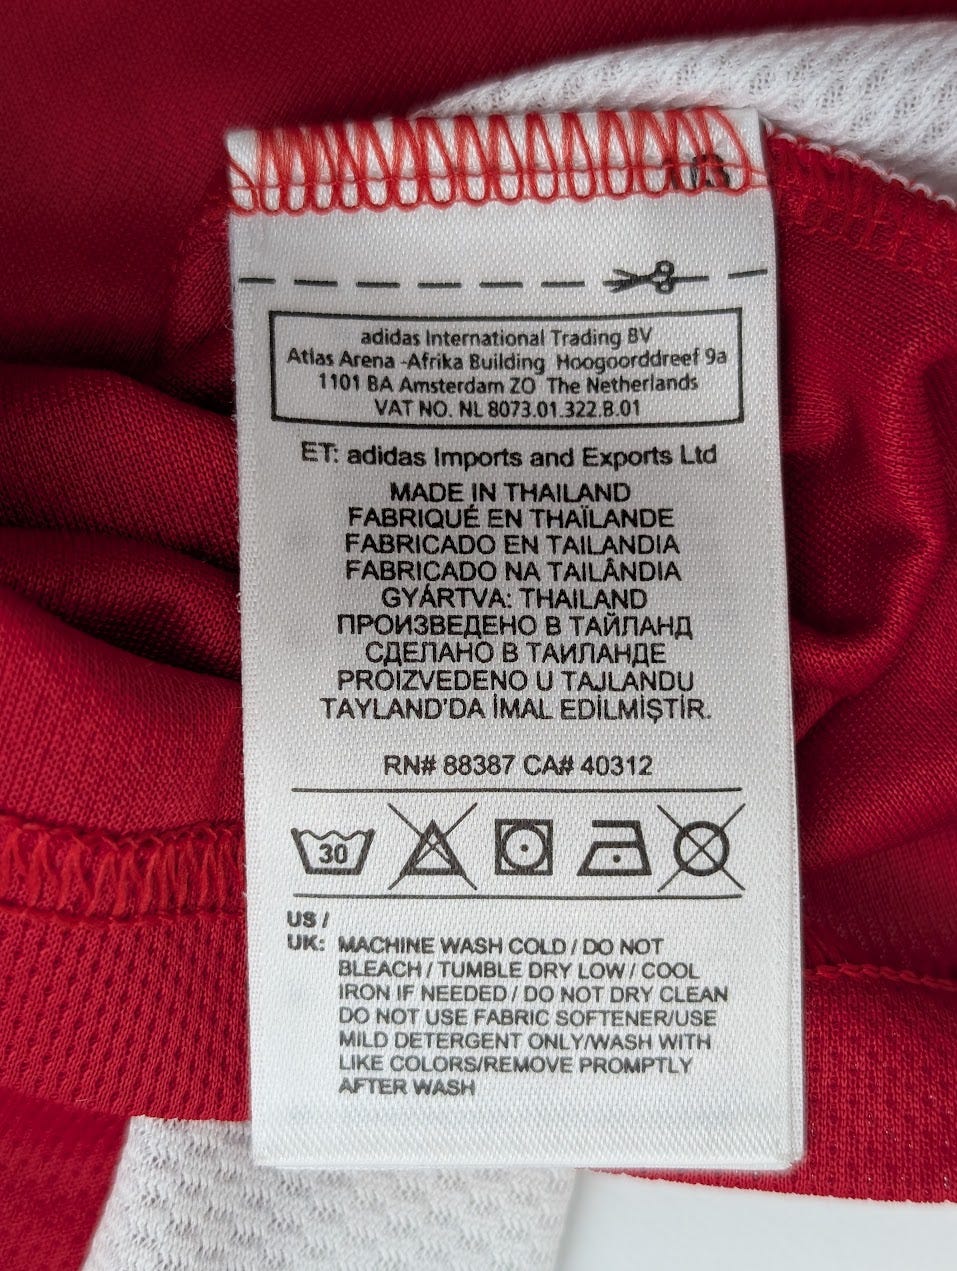 1/3
adidas International Trading BV
Atlas Arena -Afrika Building Hoogoorddreef 9a
1101 BA Amsterdam ZO The Netherlands
VAT NO. NL 8073.01.322.B.01
ET: adidas Imports and Exports Ltd
MADE IN THAILAND
FABRIQUÉ EN THAÏLANDE
FABRICADO EN TAILANDIA
FABRICADO NA TAILÂNDIA
GYÁRTVA: THAILAND
ПРОИЗВЕДЕНО В ТАЙЛАНД
СДЕЛАНО В ТАИЛАНДЕ
PROIZVEDENO U TAJLANDU
TAYLAND'DA İMAL EDİLMİŞTİR.
RN# 88387 CA# 40312
30
US /
UK: MACHINE WASH COLD / DO NOT
BLEACH / TUMBLE DRY LOW / COOL
IRON IF NEEDED / DO NOT DRY CLEAN
DO NOT USE FABRIC SOFTENER/USE
MILD DETERGENT ONLY/WASH WITH
LIKE COLORS/REMOVE PROMPTLY
AFTER WASH